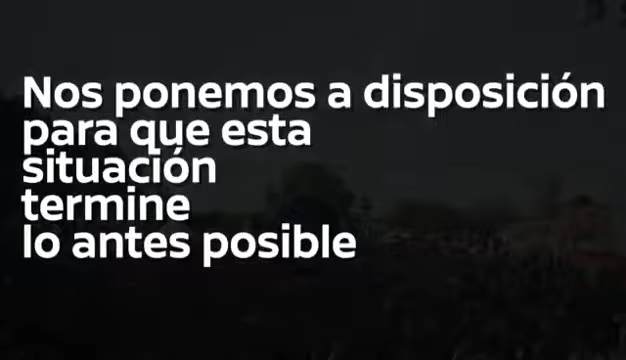 Nos ponemos a disposición
para que esta
situación
termine
lo antes posible